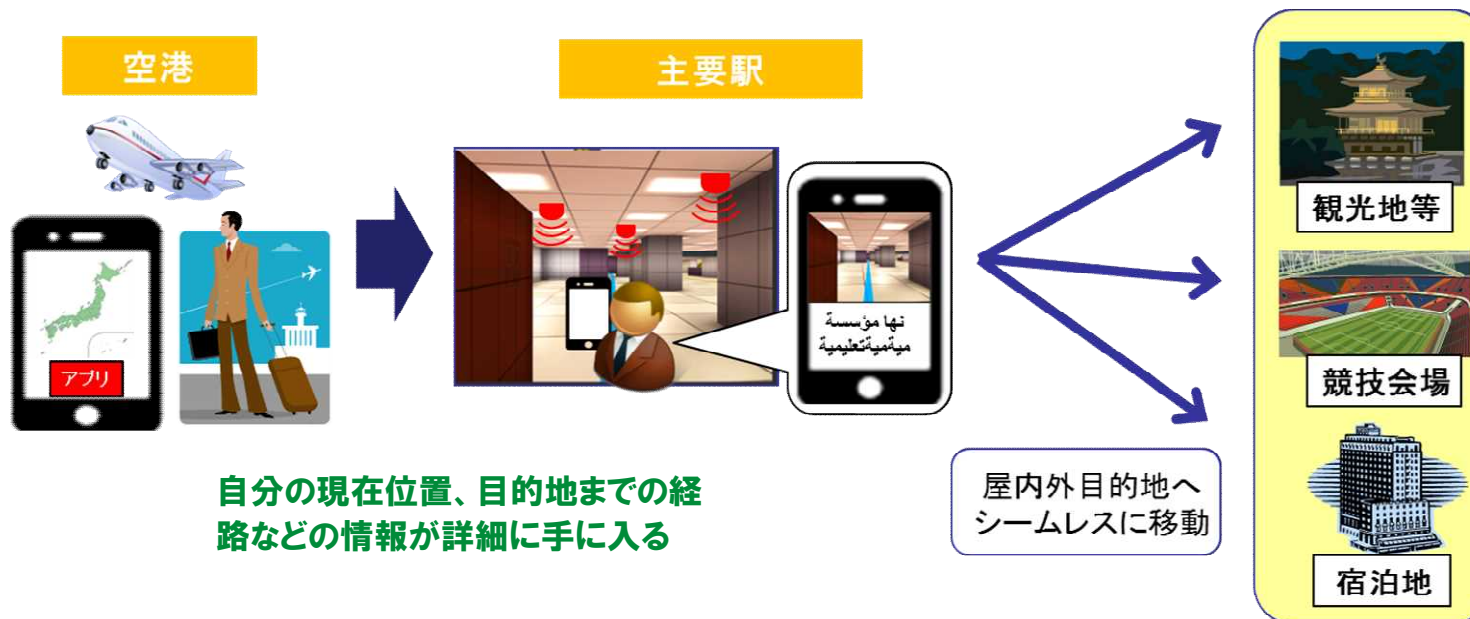 空港
主要駅
アプリ
نها مؤسسة
ميةميةتعليمية
観光地等
競技会場
宿泊地
自分の現在位置、目的地までの経
路などの情報が詳細に手に入る
屋内外目的地へ
シームレスに移動